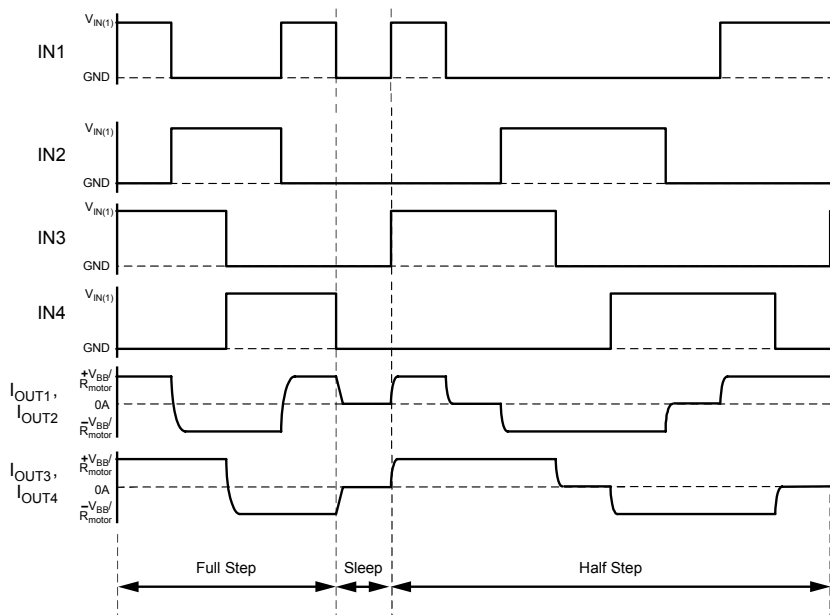 V_IN(1)
IN1
GND
V_IN(1)
IN2
GND
V_IN(1)
IN3
GND
V_IN(1)
IN4
GND
+V_BB/
R_motor
I_OUT1,
I_OUT2
0A
−V_BB/
R_motor
+V_BB/
R_motor
I_OUT3,
I_OUT4
0A
−V_BB/
R_motor
Full Step
Sleep
Half Step